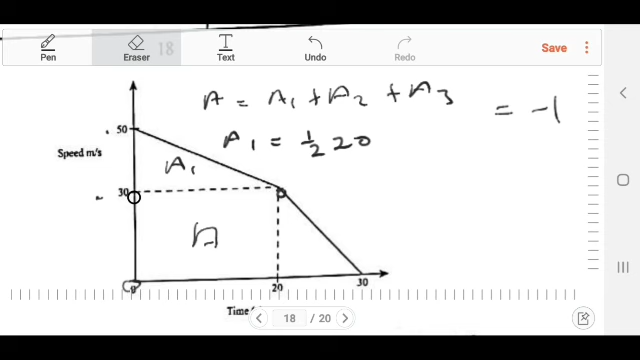 18
Pen
Eraser
Text
Undo
Redo
Save
A = A1 + A2 + A3
= -1
50
A1 = 1/2 20
Speed m/s
A1
30
A
0
20
30
Time
18 / 20